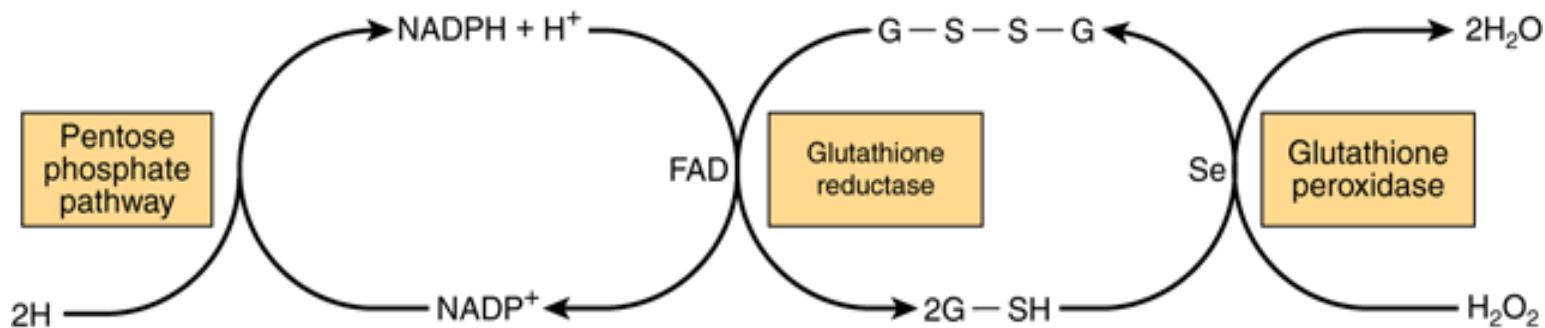 NADPH + H⁺
G — S — S — G
2H₂O
Pentose
phosphate
pathway
FAD
Glutathione
reductase
Se
Glutathione
peroxidase
2H
NADP⁺
2G — SH
H₂O₂